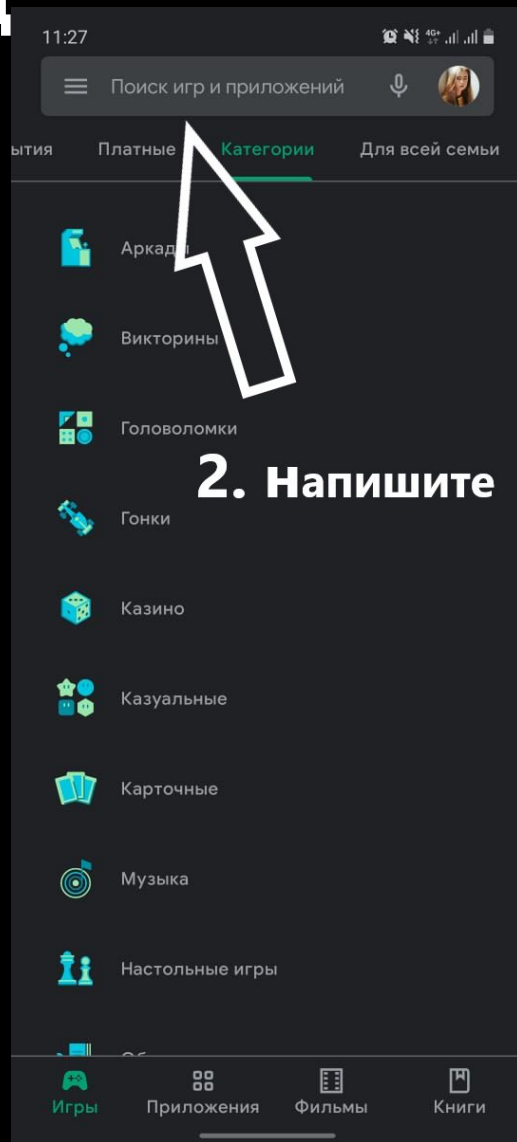 11:27
4G+
Поиск игр и приложений
Платные Категории Для всей семьи
Аркады
Викторины
Головоломки
2. Напишите
Гонки
Казино
Казуальные
Карточные
Музыка
Настольные игры
Игры Приложения Фильмы Книги